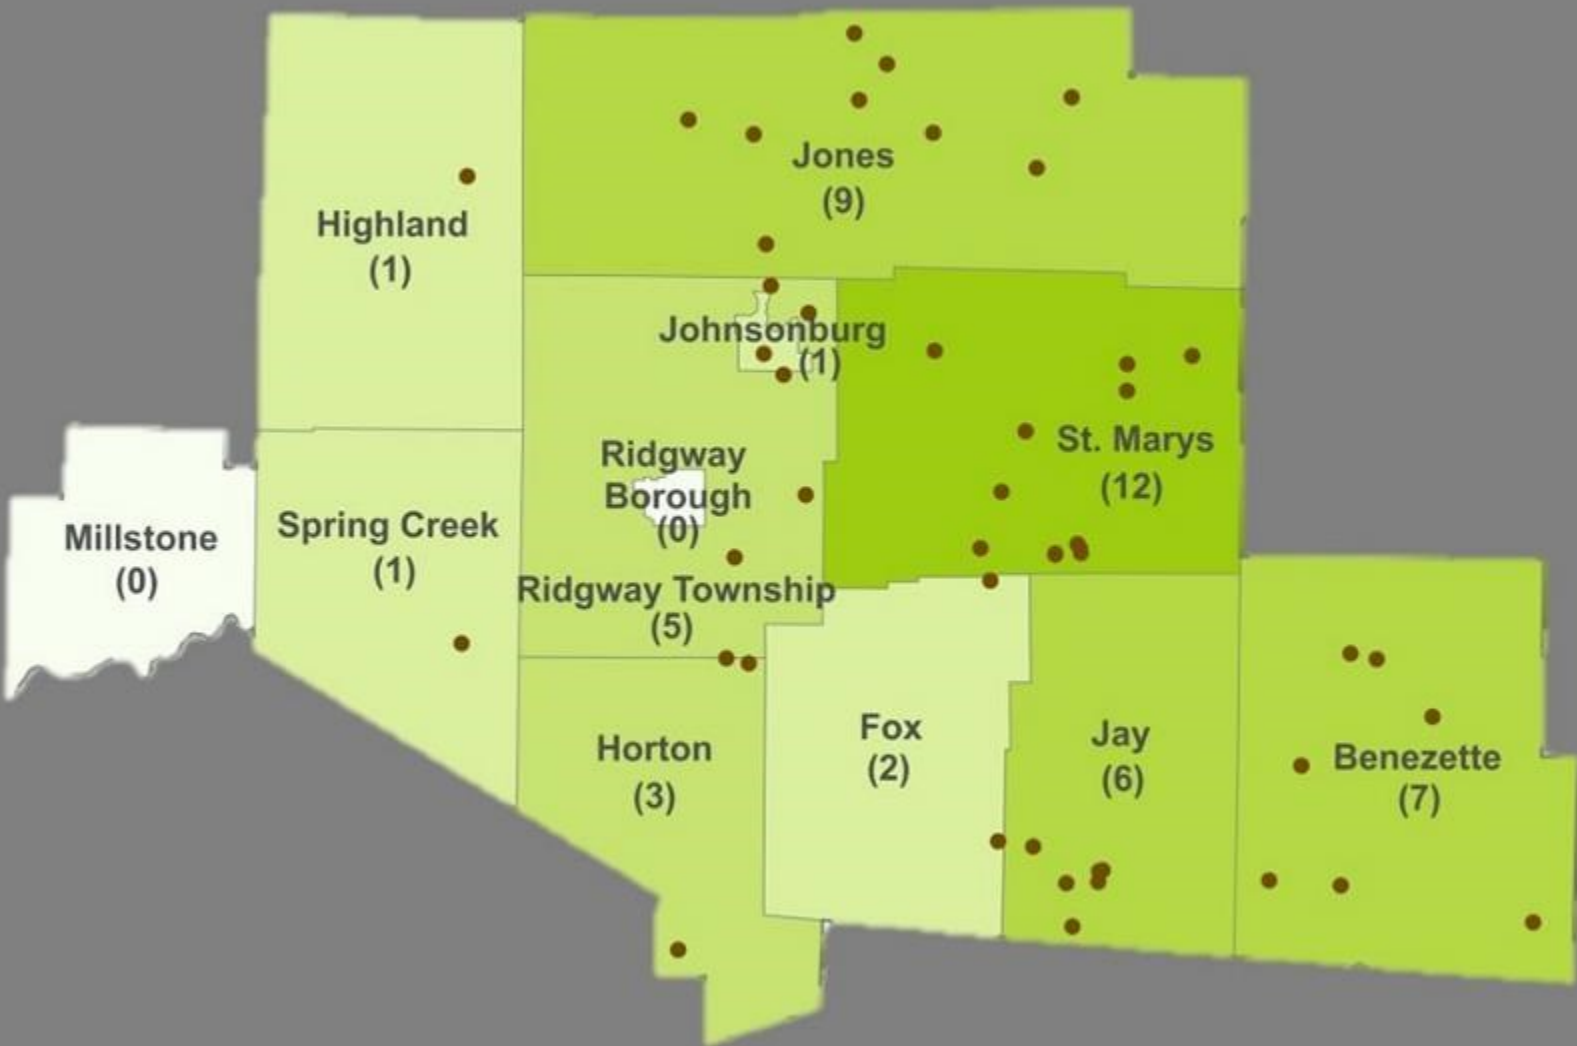 Jones
(9)
Highland
(1)
Johnsonburg
(1)
St. Marys
(12)
Ridgway
Borough
(0)
Millstone
(0)
Spring Creek
(1)
Ridgway Township
(5)
Horton
(3)
Fox
(2)
Jay
(6)
Benezette
(7)